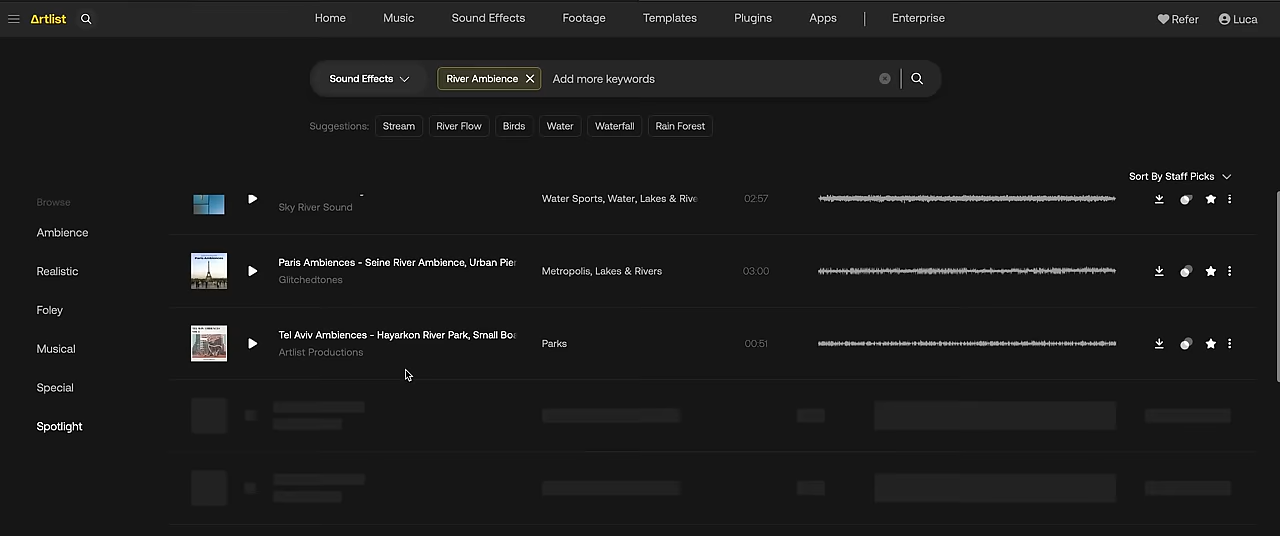 Artlist
Home
Music
Sound Effects
Footage
Templates
Plugins
Apps
Enterprise
Refer
Luca
Sound Effects
River Ambience
Add more keywords
Suggestions:
Stream
River Flow
Birds
Water
Waterfall
Rain Forest
Sort By Staff Picks
Browse
Ambience
Realistic
Foley
Musical
Special
Spotlight
Sky River Sound
Water Sports, Water, Lakes & Rive
02:57
Paris Ambiences - Seine River Ambience, Urban Pie
Glitchedtones
Metropolis, Lakes & Rivers
03:00
Tel Aviv Ambiences - Hayarkon River Park, Small Bo
Artlist Productions
Parks
00:51